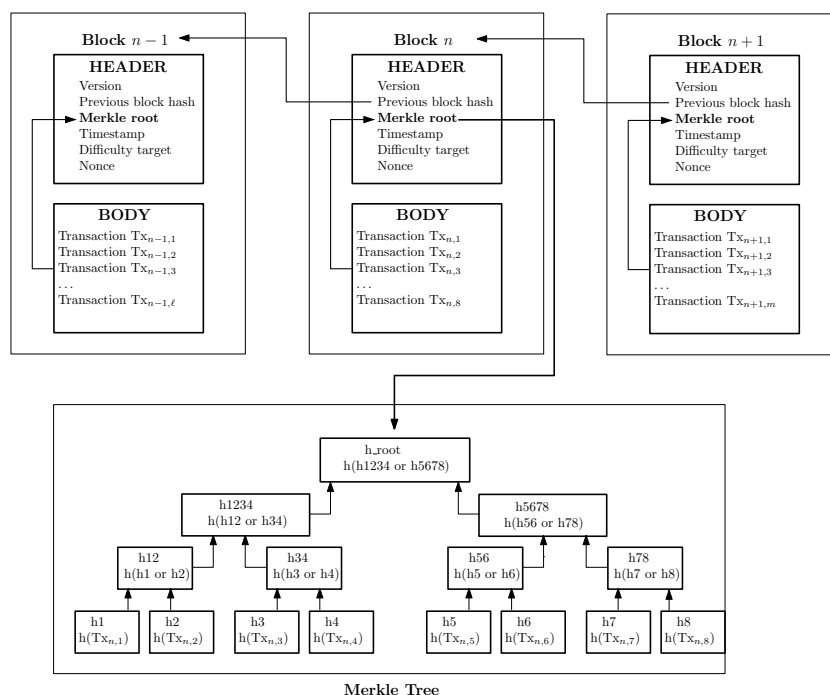 Block n − 1
HEADER
Version
Previous block hash
Merkle root
Timestamp
Difficulty target
Nonce
BODY
Transaction Tx_{n−1,1}
Transaction Tx_{n−1,2}
Transaction Tx_{n−1,3}
...
Transaction Tx_{n−1,ℓ}
Block n
HEADER
Version
Previous block hash
Merkle root
Timestamp
Difficulty target
Nonce
BODY
Transaction Tx_{n,1}
Transaction Tx_{n,2}
Transaction Tx_{n,3}
...
Transaction Tx_{n,8}
Block n + 1
HEADER
Version
Previous block hash
Merkle root
Timestamp
Difficulty target
Nonce
BODY
Transaction Tx_{n+1,1}
Transaction Tx_{n+1,2}
Transaction Tx_{n+1,3}
...
Transaction Tx_{n+1,m}
h_root
h(h1234 or h5678)
h1234
h(h12 or h34)
h5678
h(h56 or h78)
h12
h(h1 or h2)
h34
h(h3 or h4)
h56
h(h5 or h6)
h78
h(h7 or h8)
h1
h(Tx_{n,1})
h2
h(Tx_{n,2})
h3
h(Tx_{n,3})
h4
h(Tx_{n,4})
h5
h(Tx_{n,5})
h6
h(Tx_{n,6})
h7
h(Tx_{n,7})
h8
h(Tx_{n,8})
Merkle Tree